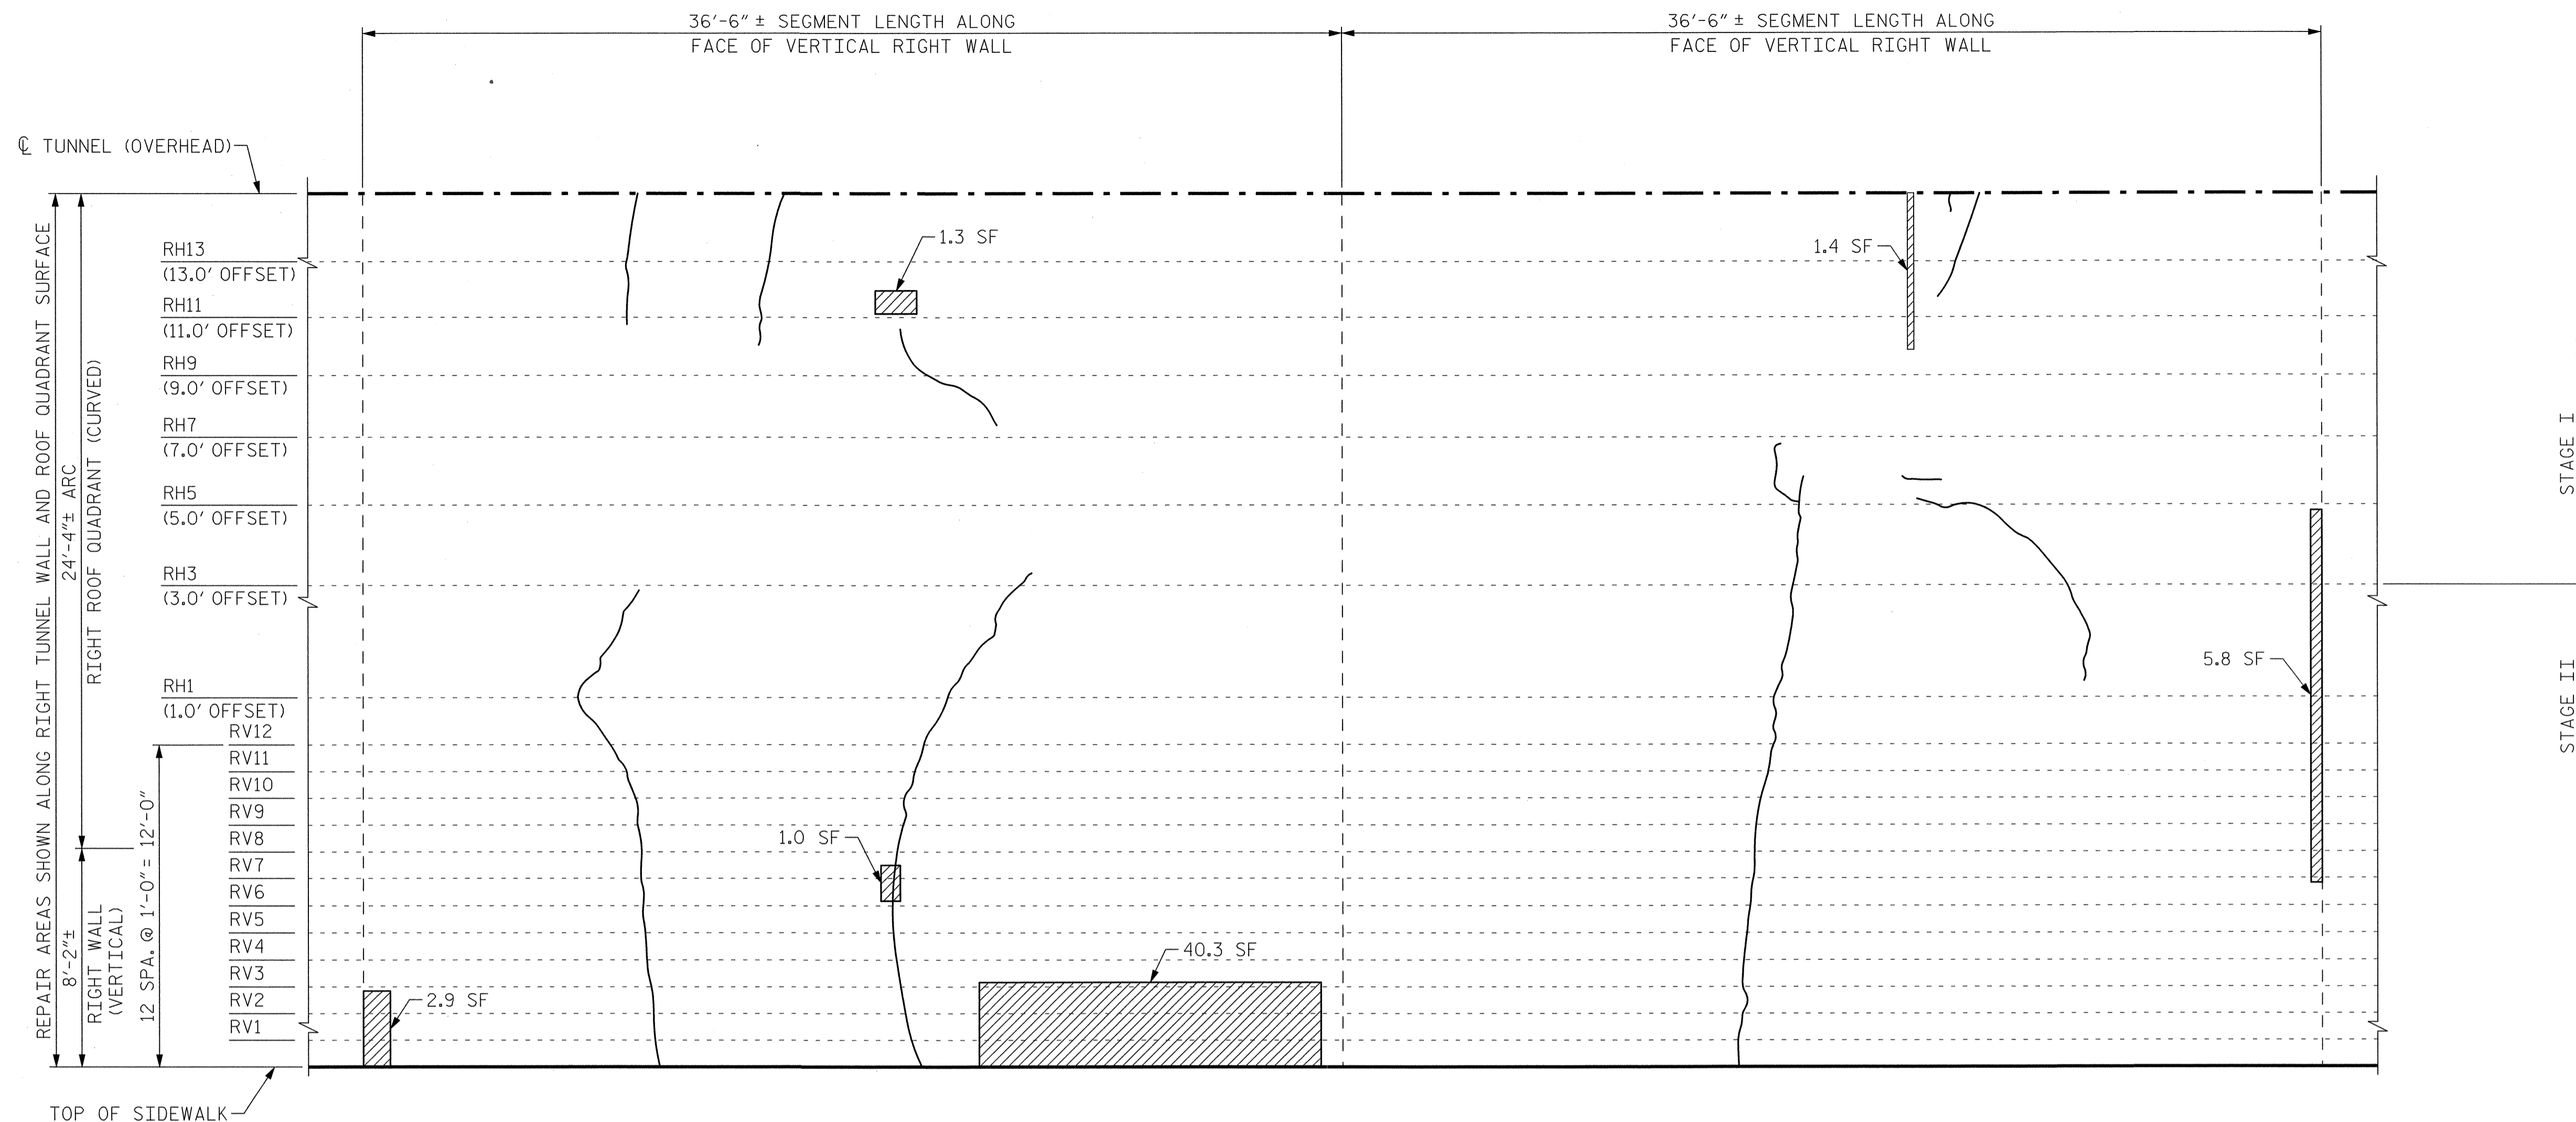 36'-6"± SEGMENT LENGTH ALONG
FACE OF VERTICAL RIGHT WALL
36'-6"± SEGMENT LENGTH ALONG
FACE OF VERTICAL RIGHT WALL
℄ TUNNEL (OVERHEAD)
REPAIR AREAS SHOWN ALONG RIGHT TUNNEL WALL AND ROOF QUADRANT SURFACE
24'-4"± ARC
RIGHT ROOF QUADRANT (CURVED)
8'-2"±
RIGHT WALL
(VERTICAL)
12 SPA. @ 1'-0" = 12'-0"
RH13
(13.0' OFFSET)
RH11
(11.0' OFFSET)
RH9
(9.0' OFFSET)
RH7
(7.0' OFFSET)
RH5
(5.0' OFFSET)
RH3
(3.0' OFFSET)
RH1
(1.0' OFFSET)
RV12
RV11
RV10
RV9
RV8
RV7
RV6
RV5
RV4
RV3
RV2
RV1
TOP OF SIDEWALK
1.3 SF
1.0 SF
2.9 SF
40.3 SF
1.4 SF
5.8 SF
STAGE I
STAGE II